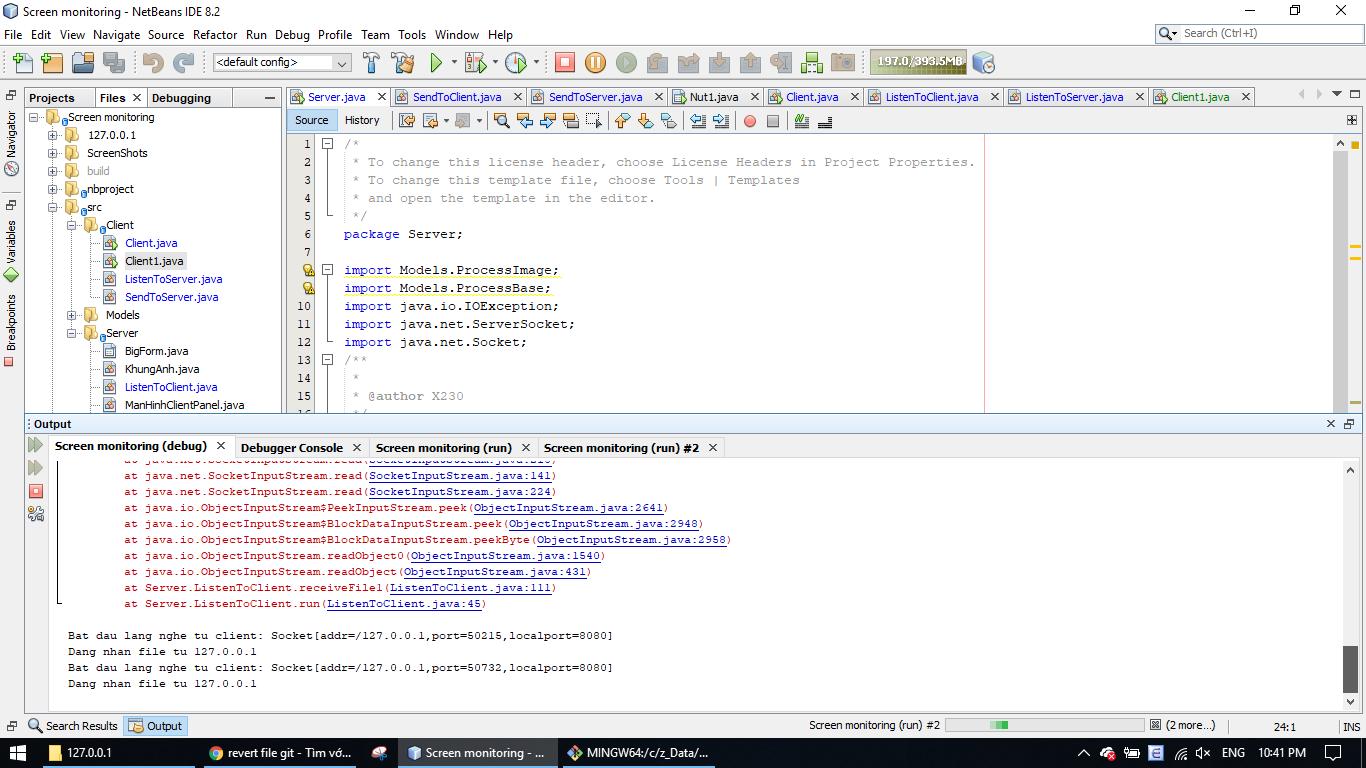 Screen monitoring - NetBeans IDE 8.2
File Edit View Navigate Source Refactor Run Debug Profile Team Tools Window Help
Search (Ctrl+I)
<default config>
197.0/393.5MB
Projects Files Debugging
Server.java SendToClient.java SendToServer.java Nut1.java Client.java ListenToClient.java ListenToServer.java Client1.java
Navigator
Variables
Breakpoints
Screen monitoring
127.0.0.1
ScreenShots
build
nbproject
src
Client
Client.java
Client1.java
ListenToServer.java
SendToServer.java
Models
Server
BigForm.java
KhungAnh.java
ListenToClient.java
ManHinhClientPanel.java
Source History
1 /*
2 * To change this license header, choose License Headers in Project Properties.
3 * To change this template file, choose Tools | Templates
4 * and open the template in the editor.
5 */
6 package Server;
7
import Models.ProcessImage;
import Models.ProcessBase;
10 import java.io.IOException;
11 import java.net.ServerSocket;
12 import java.net.Socket;
13 /**
14 *
15 * @author X230
Output
Screen monitoring (debug) Debugger Console Screen monitoring (run) Screen monitoring (run) #2
at java.net.SocketInputStream.read(SocketInputStream.java:141)
at java.net.SocketInputStream.read(SocketInputStream.java:224)
at java.io.ObjectInputStream$PeekInputStream.peek(ObjectInputStream.java:2641)
at java.io.ObjectInputStream$BlockDataInputStream.peek(ObjectInputStream.java:2948)
at java.io.ObjectInputStream$BlockDataInputStream.peekByte(ObjectInputStream.java:2958)
at java.io.ObjectInputStream.readObject0(ObjectInputStream.java:1540)
at java.io.ObjectInputStream.readObject(ObjectInputStream.java:431)
at Server.ListenToClient.receiveFile1(ListenToClient.java:111)
at Server.ListenToClient.run(ListenToClient.java:45)
Bat dau lang nghe tu client: Socket[addr=/127.0.0.1,port=50215,localport=8080]
Dang nhan file tu 127.0.0.1
Bat dau lang nghe tu client: Socket[addr=/127.0.0.1,port=50732,localport=8080]
Dang nhan file tu 127.0.0.1
Search Results Output
Screen monitoring (run) #2
(2 more...)
24:1 INS
127.0.0.1
revert file git - Tìm vớ...
Screen monitoring - ...
MINGW64:/c/z_Data/...
ENG 10:41 PM